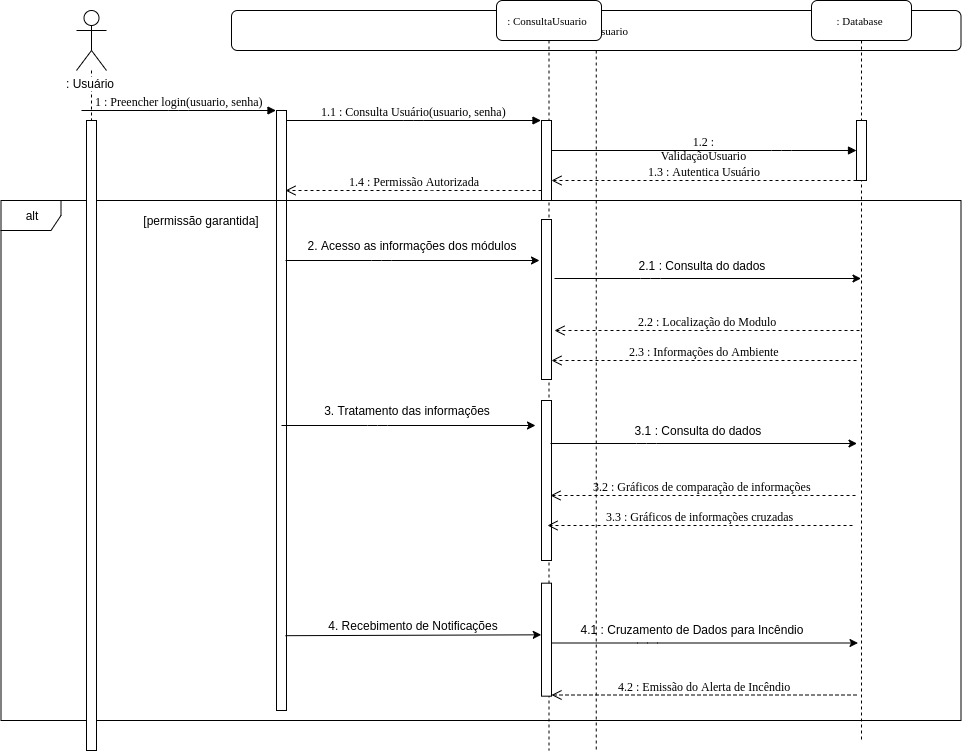 : ConsultaUsuario
: Database
suario
: Usuário
1 : Preencher login(usuario, senha)
1.1 : Consulta Usuário(usuario, senha)
1.2 :
ValidaçãoUsuario
1.3 : Autentica Usuário
1.4 : Permissão Autorizada
alt
[permissão garantida]
2. Acesso as informações dos módulos
2.1 : Consulta do dados
2.2 : Localização do Modulo
2.3 : Informações do Ambiente
3. Tratamento das informações
3.1 : Consulta do dados
3.2 : Gráficos de comparação de informações
3.3 : Gráficos de informações cruzadas
4. Recebimento de Notificações
4.1 : Cruzamento de Dados para Incêndio
4.2 : Emissão do Alerta de Incêndio